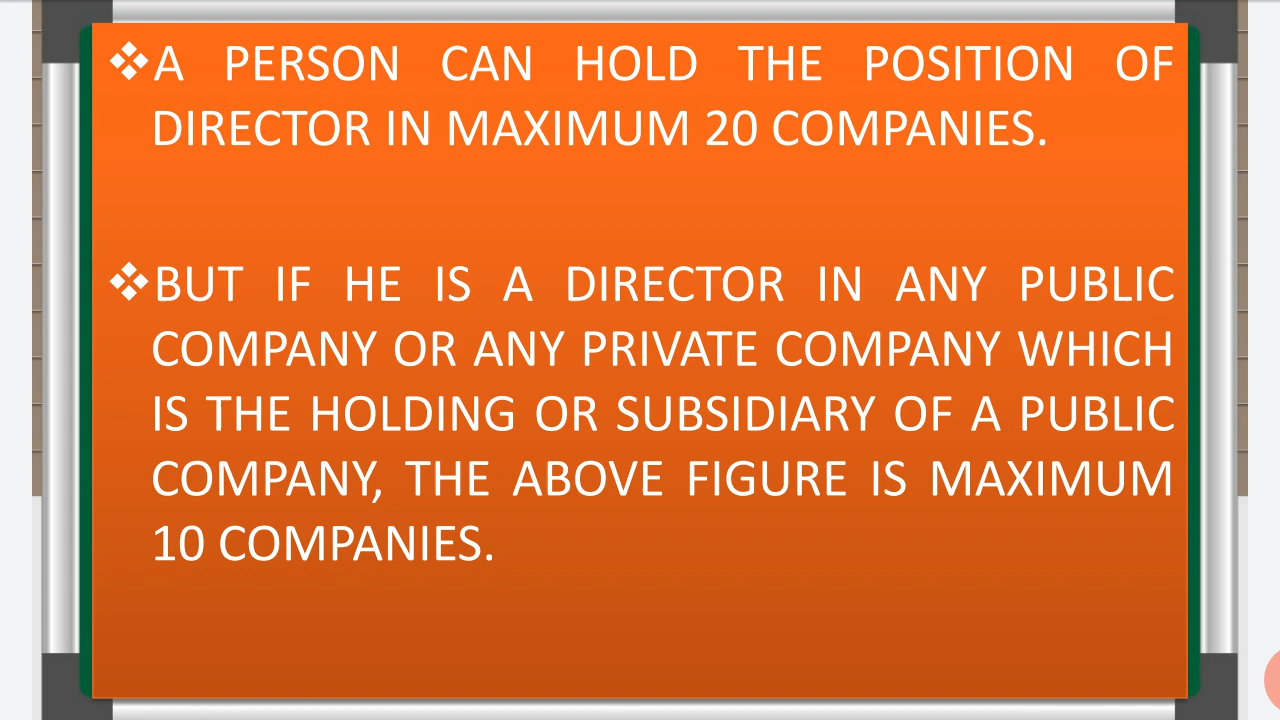 ❖A PERSON CAN HOLD THE POSITION OF
DIRECTOR IN MAXIMUM 20 COMPANIES.
❖BUT IF HE IS A DIRECTOR IN ANY PUBLIC
COMPANY OR ANY PRIVATE COMPANY WHICH
IS THE HOLDING OR SUBSIDIARY OF A PUBLIC
COMPANY, THE ABOVE FIGURE IS MAXIMUM
10 COMPANIES.